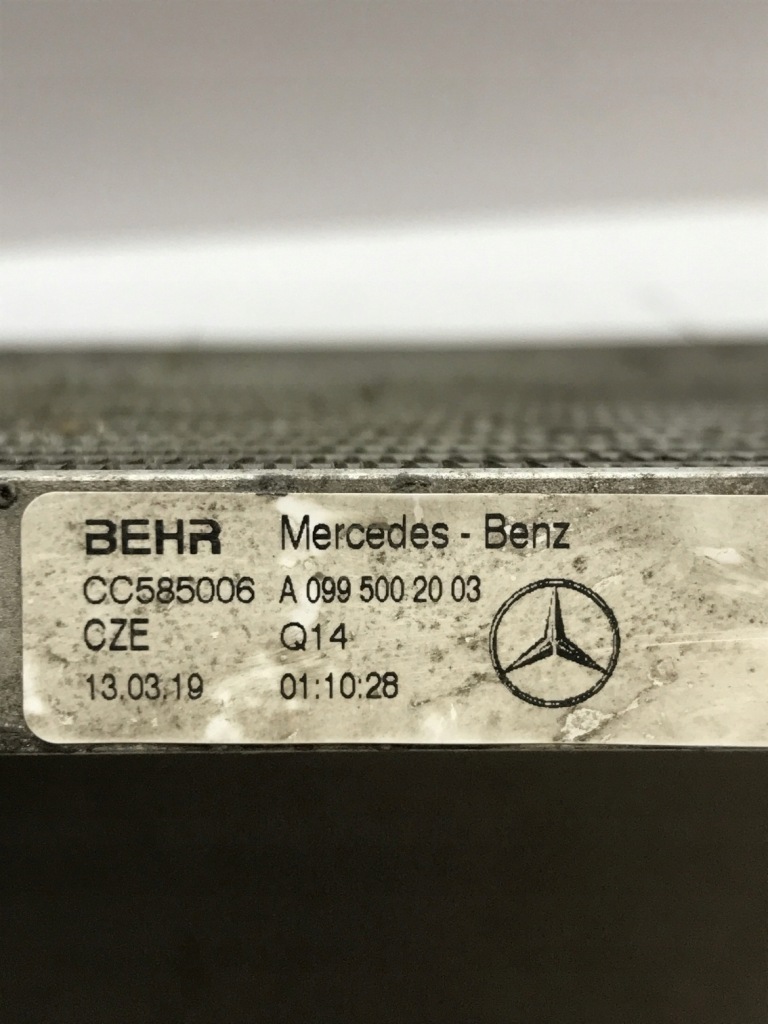 BEHR Mercedes - Benz
CC585006 A 099 500 20 03
CZE Q14
13.03.19 01:10:28